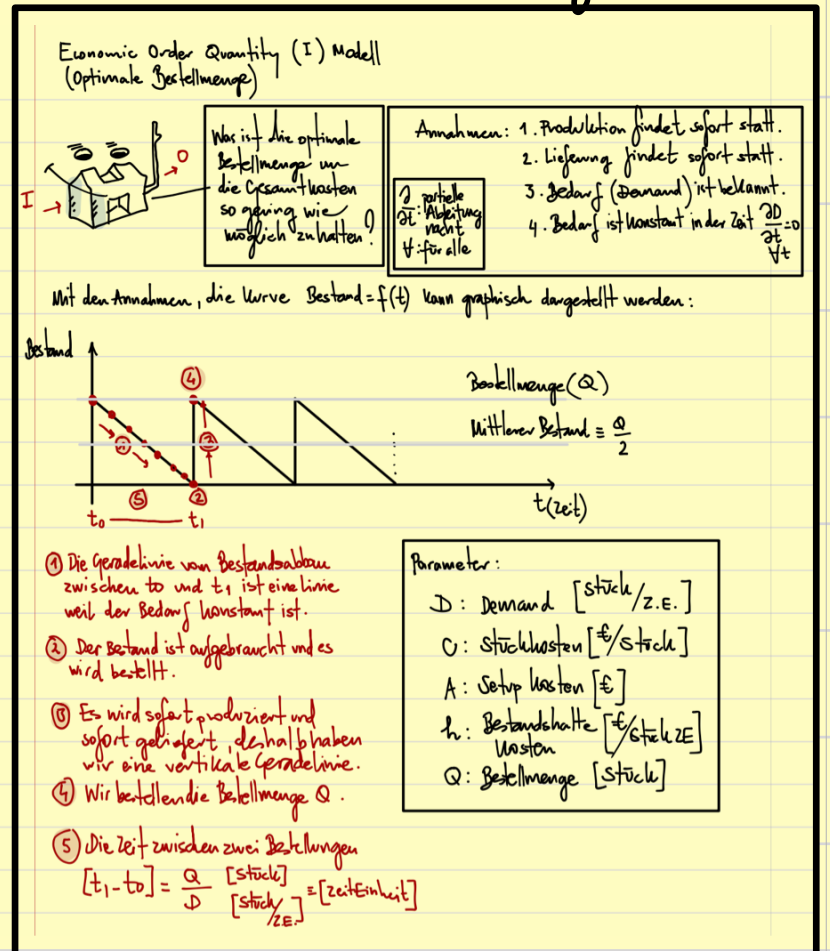 Economic Order Quantity (I) Modell
(Optimale Bestellmenge)
I
O
Was ist die optimale
Bestellmenge um
die Gesamtkosten
so gering wie
möglich zu halten?
Annahmen: 1. Produktion findet sofort statt.
2. Lieferung findet sofort statt.
3. Bedarf (Demand) ist bekannt.
4. Bedarf ist konstant in der Zeit ∂D/∂t=0
∀t
∂/∂t: partielle
Ableitung
nach t
∀: für alle
Mit den Annahmen, die Kurve Bestand=f(t) kann graphisch dargestellt werden:
Bestand
④
①
③
⑤
②
t0 t1
t(zeit)
Bestellmenge (Q)
Mittlerer Bestand = Q/2
① Die Geradelinie vom Bestandsabbau
zwischen t0 und t1 ist eine linie
weil der Bedarf konstant ist.
② Der Bestand ist aufgebraucht und es
wird bestellt.
③ Es wird sofort produziert und
sofort geliefert, deshalb haben
wir eine vertikale Geradelinie.
④ Wir bestellen die Bestellmenge Q.
⑤ Die Zeit zwischen zwei Bestellungen
[t1-t0] = Q/D [stück]/[stück/ZE.] = [zeitEinheit]
Parameter:
D: Demand [stück/Z.E.]
C: Stückkosten [€/stück]
A: Setup kosten [€]
h: Bestandshalte kosten [€/stück ZE]
Q: Bestellmenge [stück]